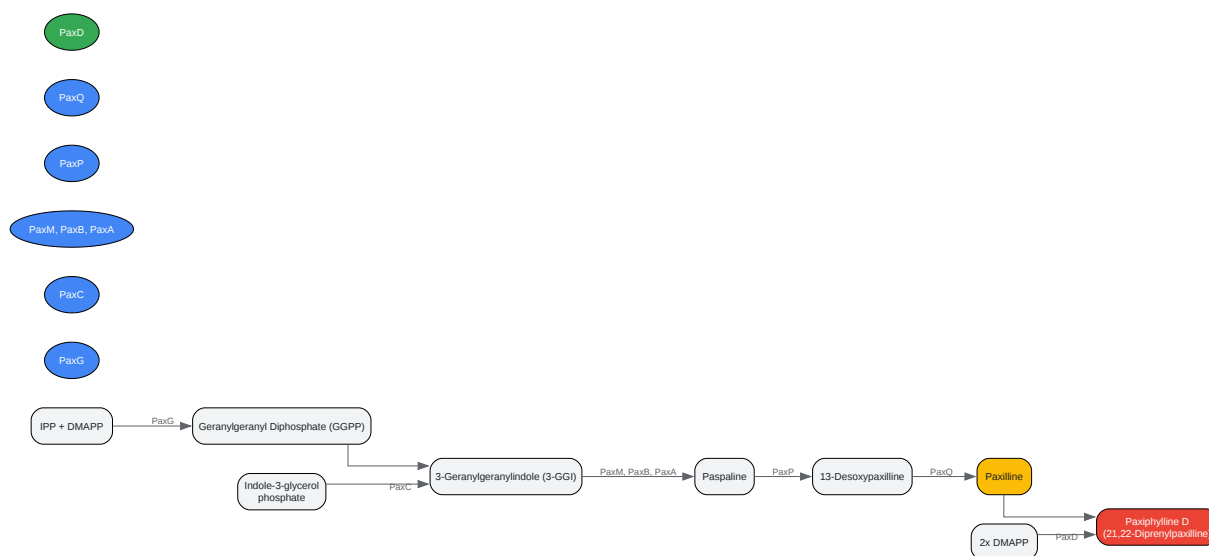 PaxD
PaxQ
PaxP
PaxM, PaxB, PaxA
PaxC
PaxG
IPP + DMAPP
PaxG
Geranylgeranyl Diphosphate (GGPP)
Indole-3-glycerol
phosphate
PaxC
3-Geranylgeranylindole (3-GGI)
PaxM, PaxB, PaxA
Paspaline
PaxP
13-Desoxypaxilline
PaxQ
Paxilline
2x DMAPP
PaxD
Paxiphylline D
(21,22-Diprenylpaxilline)